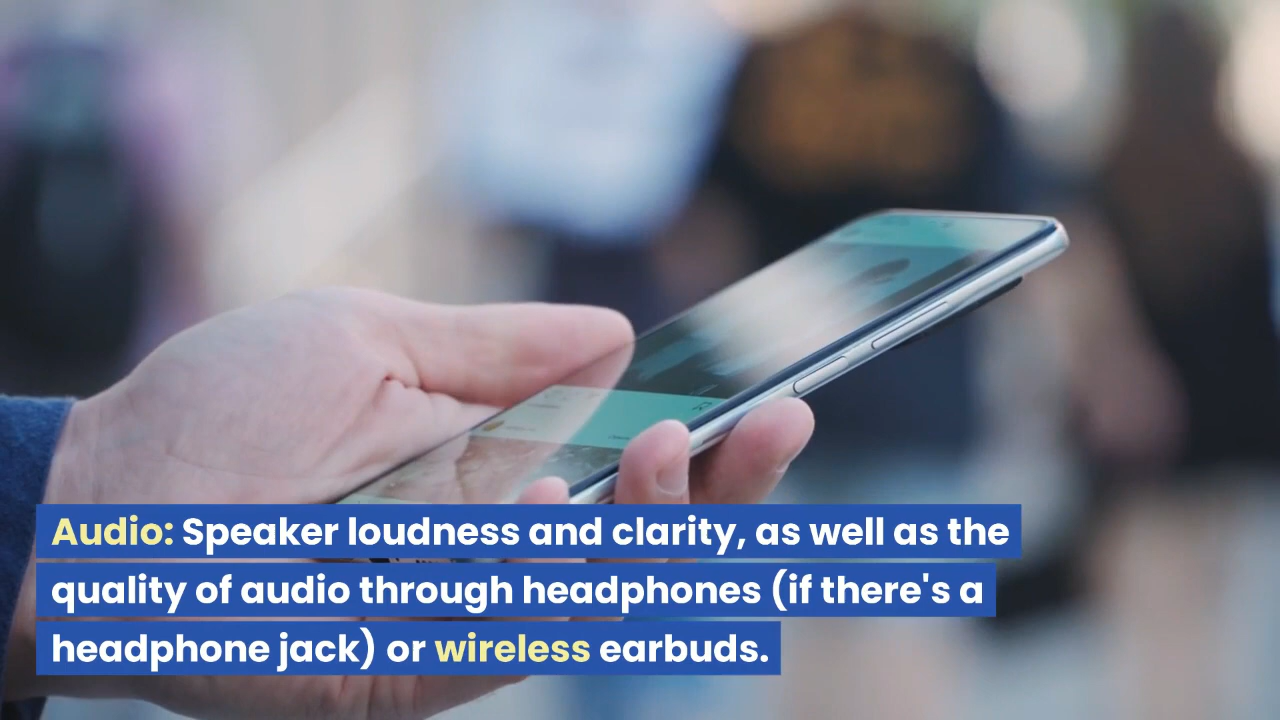 Audio: Speaker loudness and clarity, as well as the
quality of audio through headphones (if there's a
headphone jack) or wireless earbuds.